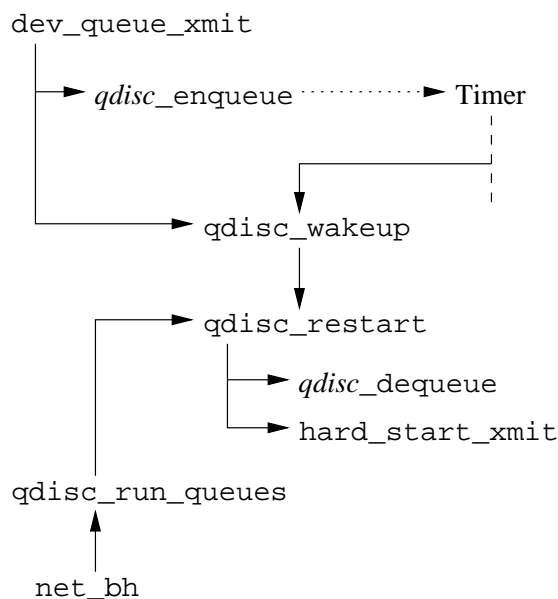 dev_queue_xmit
qdisc_enqueue Timer
qdisc_wakeup
qdisc_restart
qdisc_dequeue
hard_start_xmit
qdisc_run_queues
net_bh